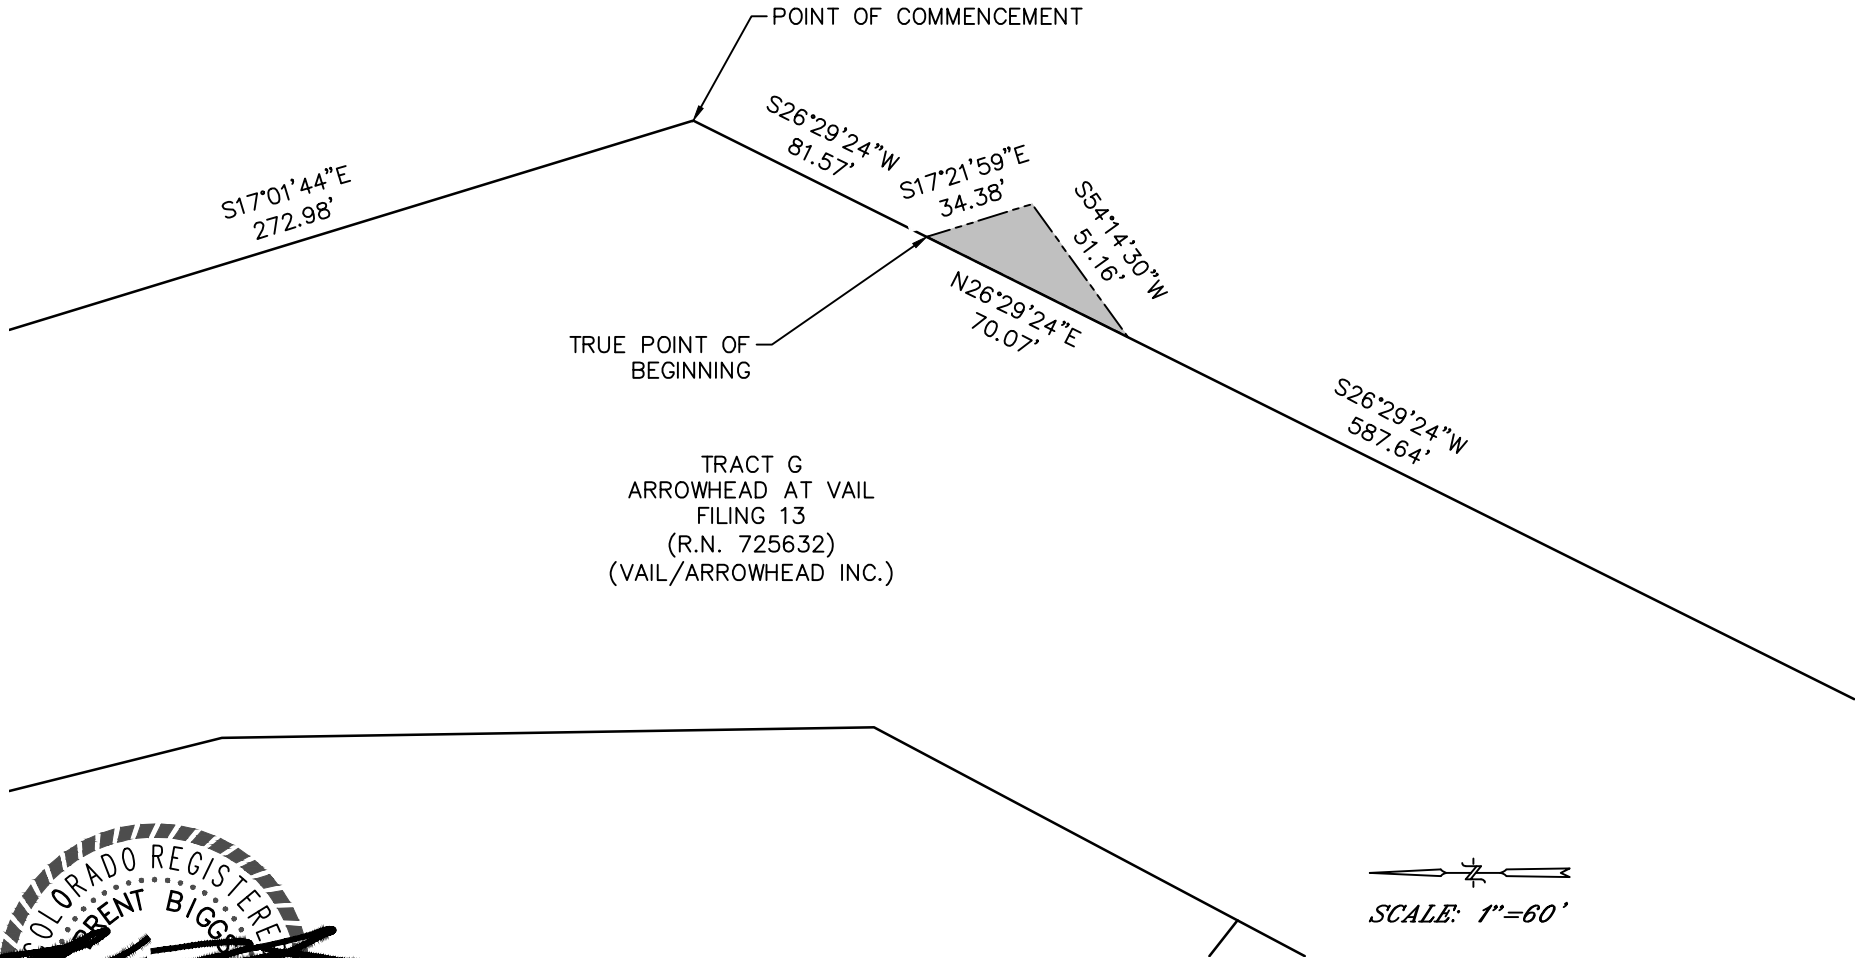 POINT OF COMMENCEMENT
S17°01'44"E
272.98'
S26°29'24"W
81.57'
S17°21'59"E
34.38'
S54°14'30"W
51.16'
N26°29'24"E
70.07'
TRUE POINT OF
BEGINNING
S26°29'24"W
587.64'
TRACT G
ARROWHEAD AT VAIL
FILING 13
(R.N. 725632)
(VAIL/ARROWHEAD INC.)
COLORADO REGISTERE
BRENT BIGGS
SCALE: 1"=60'